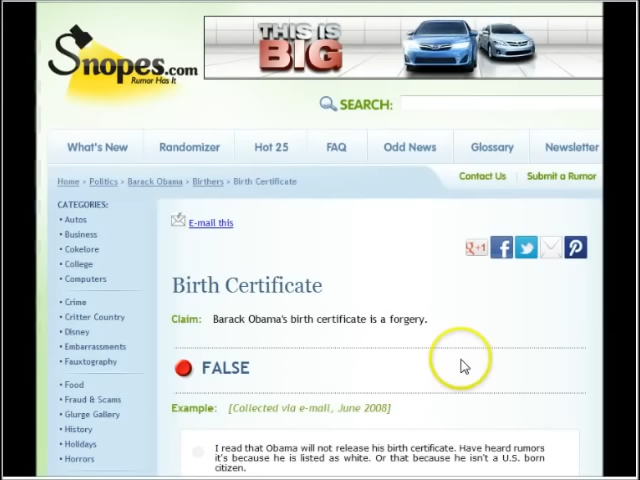 Snopes.com
Rumor Has It
THIS IS
BIG
SEARCH:
What's New
Randomizer
Hot 25
FAQ
Odd News
Glossary
Newsletter
Home > Politics > Barack Obama > Birthers > Birth Certificate
Contact Us
Submit a Rumor
CATEGORIES:
• Autos
• Business
• Cokelore
• College
• Computers
• Crime
• Critter Country
• Disney
• Embarrassments
• Fauxtography
• Food
• Fraud & Scams
• Glurge Gallery
• History
• Holidays
• Horrors
E-mail this
g+1
Birth Certificate
Claim: Barack Obama's birth certificate is a forgery.
FALSE
Example: [Collected via e-mail, June 2008]
I read that Obama will not release his birth certificate. Have heard rumors
it's because he is listed as white. Or that because he isn't a U.S. born
citizen.